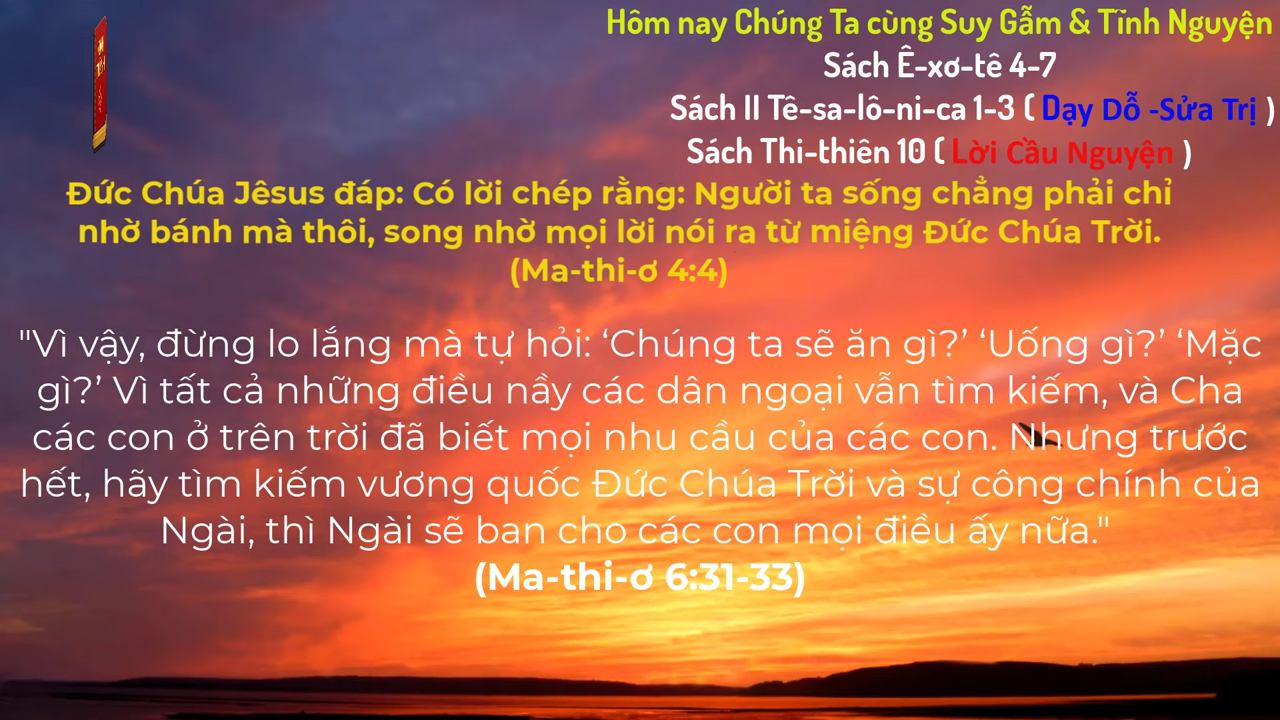 Hôm nay Chúng Ta cùng Suy Gẫm & Tĩnh Nguyện
Sách Ê-xơ-tê 4-7
Sách II Tê-sa-lô-ni-ca 1-3 ( Dạy Dỗ -Sửa Trị )
Sách Thi-thiên 10 ( Lời Cầu Nguyện )
Đức Chúa Jêsus đáp: Có lời chép rằng: Người ta sống chẳng phải chỉ
nhờ bánh mà thôi, song nhờ mọi lời nói ra từ miệng Đức Chúa Trời.
(Ma-thi-ơ 4:4)
"Vì vậy, đừng lo lắng mà tự hỏi: ‘Chúng ta sẽ ăn gì?’ ‘Uống gì?’ ‘Mặc
gì?’ Vì tất cả những điều nầy các dân ngoại vẫn tìm kiếm, và Cha
các con ở trên trời đã biết mọi nhu cầu của các con. Nhưng trước
hết, hãy tìm kiếm vương quốc Đức Chúa Trời và sự công chính của
Ngài, thì Ngài sẽ ban cho các con mọi điều ấy nữa."
(Ma-thi-ơ 6:31-33)